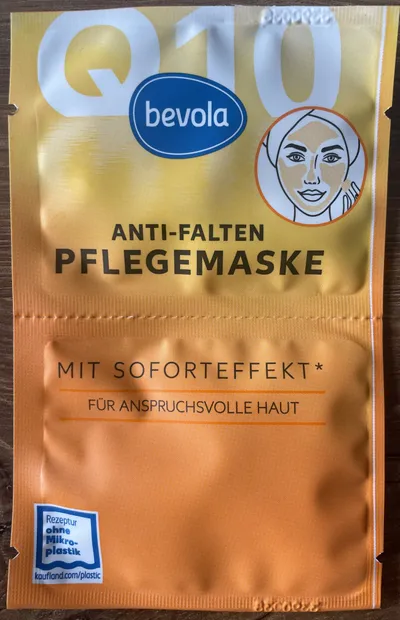 Q10
bevola
ANTI-FALTEN
PFLEGEMASKE
MIT SOFORTEFFEKT*
FÜR ANSPRUCHSVOLLE HAUT
Rezeptur
ohne
Mikro-
plastik
kaufland.com/plastic